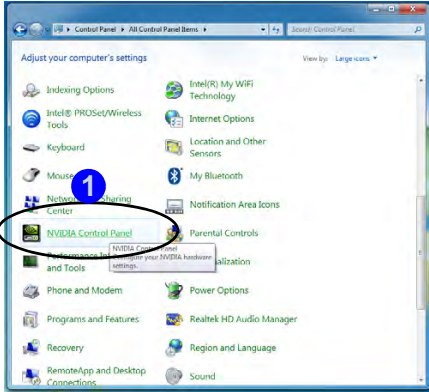 Control Panel ▸ All Control Panel Items ▸
Search Control Panel
Adjust your computer's settings
View by: Large icons
Indexing Options
Intel(R) My WiFi
Technology
Intel® PROSet/Wireless
Tools
Internet Options
Keyboard
Location and Other
Sensors
Mouse
My Bluetooth
1
Network Sharing
Center
Notification Area Icons
NVIDIA Control Panel
Parental Controls
NVIDIA Control Panel
Configure your NVIDIA hardware
settings.
Performance
and Tools
Phone and Modem
Power Options
Programs and Features
Realtek HD Audio Manager
Recovery
Region and Language
RemoteApp and Desktop
Connections
Sound